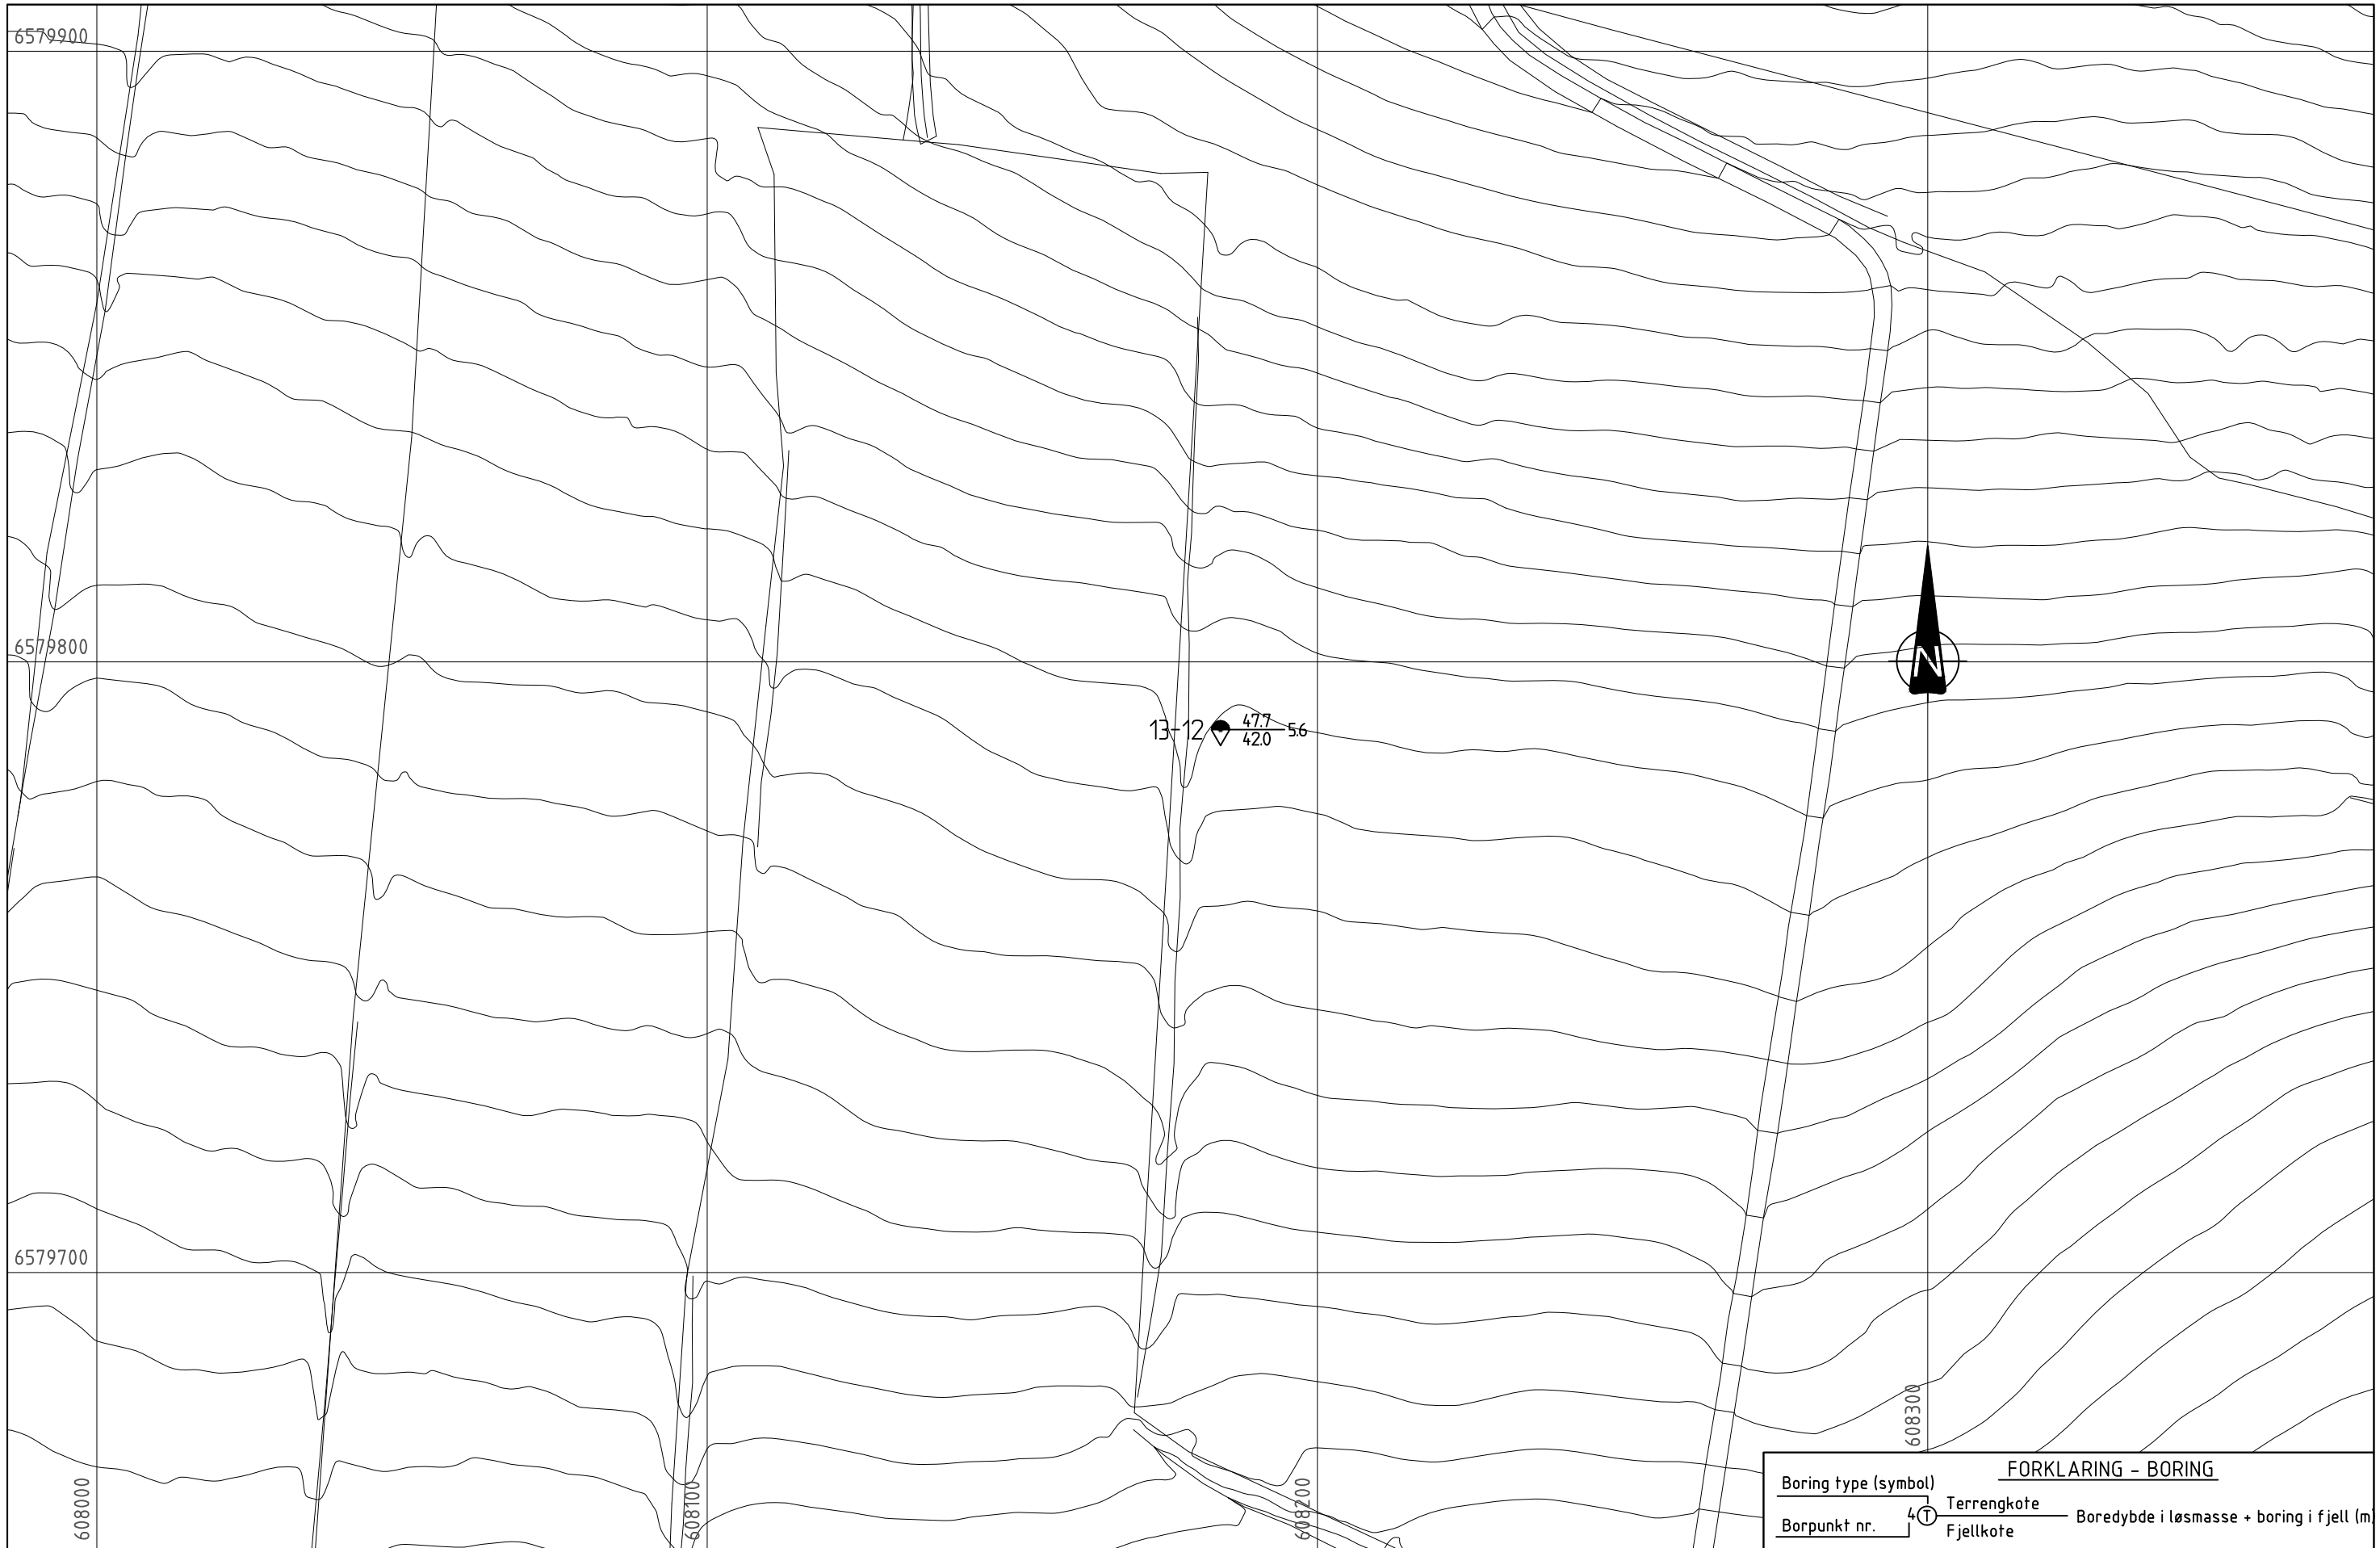 6579900
6579800
N
13-12 47.7 5.6
42.0
6579700
608000
608100
608200
608300
FORKLARING - BORING
Boring type (symbol)
Terrengkote
4 T Boredybde i løsmasse + boring i fjell (m)
Borpunkt nr.
Fjellkote